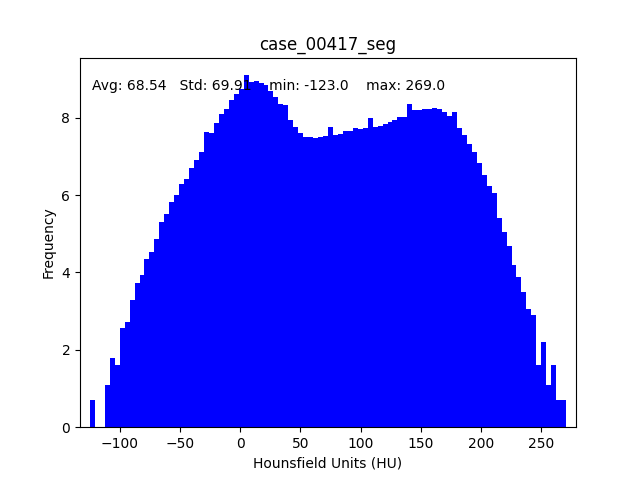 case_00417_seg
Avg: 68.54 Std: 69.91 min: -123.0 max: 269.0
8
6
4
2
0
Frequency
−100 −50 0 50 100 150 200 250
Hounsfield Units (HU)